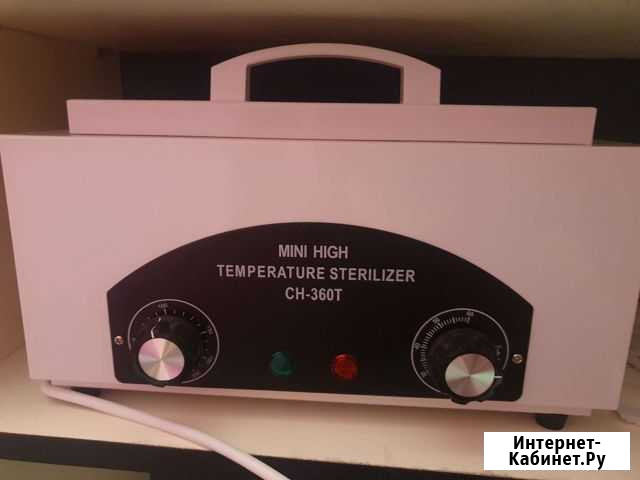 MINI HIGH
TEMPERATURE STERILIZER
CH-360T
Интернет-
Кабинет.Ру